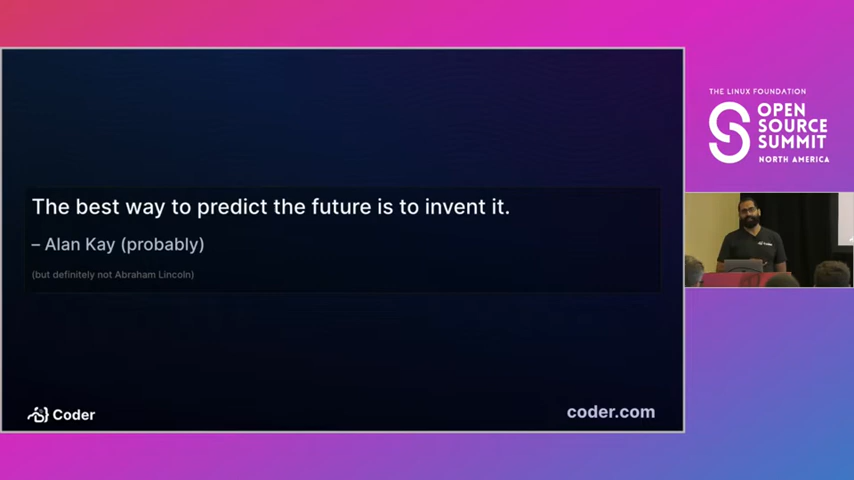 The best way to predict the future is to invent it.
– Alan Kay (probably)
(but definitely not Abraham Lincoln)
Coder
coder.com
THE LINUX FOUNDATION
OPEN
SOURCE
SUMMIT
NORTH AMERICA
Coder